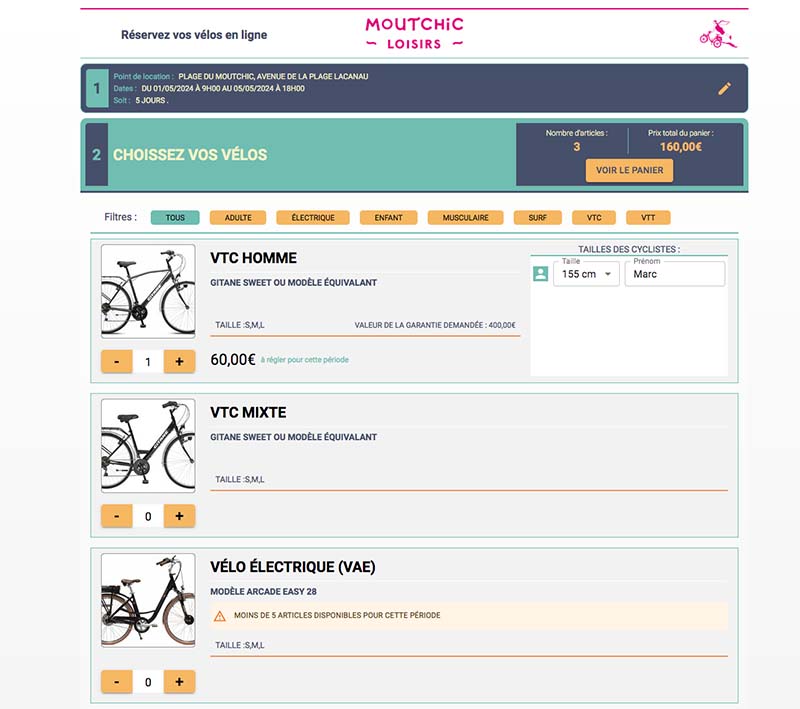 Réservez vos vélos en ligne
MOUTCHIC
~ LOISIRS ~
1
Point de location : PLAGE DU MOUTCHIC, AVENUE DE LA PLAGE LACANAU
Dates : DU 01/05/2024 À 9H00 AU 05/05/2024 À 18H00
Soit : 5 JOURS .
2
CHOISSEZ VOS VÉLOS
Nombre d'articles :
3
Prix total du panier :
160,00€
VOIR LE PANIER
Filtres : TOUS ADULTE ÉLECTRIQUE ENFANT MUSCULAIRE SURF VTC VTT
VTC HOMME
GITANE SWEET OU MODÈLE ÉQUIVALANT
TAILLE :S,M,L
VALEUR DE LA GARANTIE DEMANDÉE : 400,00€
- 1 +
60,00€ à régler pour cette période
TAILLES DES CYCLISTES :
Taille
155 cm
Prénom
Marc
VTC MIXTE
GITANE SWEET OU MODÈLE ÉQUIVALANT
TAILLE :S,M,L
- 0 +
VÉLO ÉLECTRIQUE (VAE)
MODÈLE ARCADE EASY 28
MOINS DE 5 ARTICLES DISPONIBLES POUR CETTE PÉRIODE
TAILLE :S,M,L
- 0 +